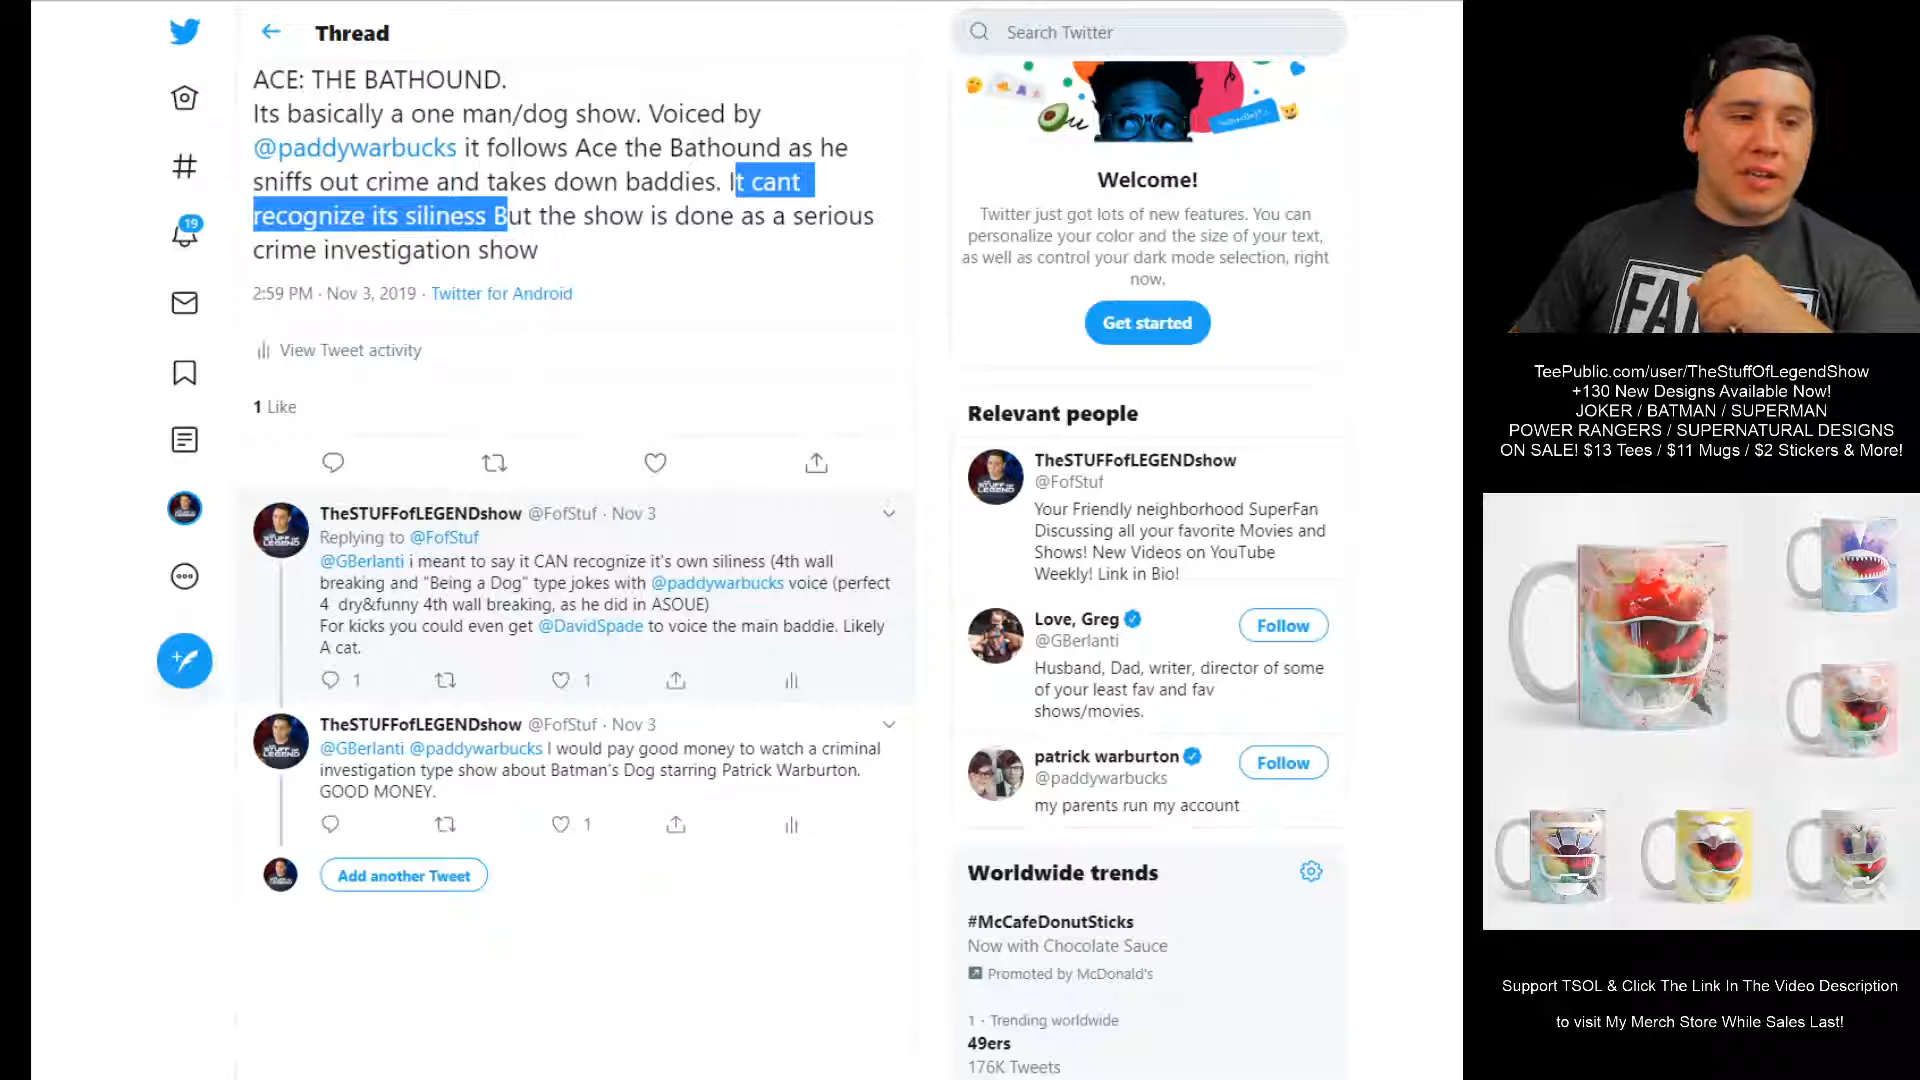 Thread
ACE: THE BATHOUND.
Its basically a one man/dog show. Voiced by
@paddywarbucks it follows Ace the Bathound as he
sniffs out crime and takes down baddies. It cant
recognize its siliness But the show is done as a serious
crime investigation show
2:59 PM · Nov 3, 2019 · Twitter for Android
View Tweet activity
1 Like
19
TheSTUFFofLEGENDshow @FofStuf · Nov 3
Replying to @FofStuf
@GBerlanti i meant to say it CAN recognize it's own siliness (4th wall
breaking and "Being a Dog" type jokes with @paddywarbucks voice (perfect
4 dry&funny 4th wall breaking, as he did in ASOUE)
For kicks you could even get @DavidSpade to voice the main baddie. Likely
A cat.
1
1
TheSTUFFofLEGENDshow @FofStuf · Nov 3
@GBerlanti @paddywarbucks I would pay good money to watch a criminal
investigation type show about Batman's Dog starring Patrick Warburton.
GOOD MONEY.
1
Add another Tweet
Search Twitter
Welcome!
Twitter just got lots of new features. You can
personalize your color and the size of your text,
as well as control your dark mode selection, right
now.
Get started
Relevant people
TheSTUFFofLEGENDshow
@FofStuf
Your Friendly neighborhood SuperFan
Discussing all your favorite Movies and
Shows! New Videos on YouTube
Weekly! Link in Bio!
Love, Greg
@GBerlanti
Follow
Husband, Dad, writer, director of some
of your least fav and fav
shows/movies.
patrick warburton
@paddywarbucks
Follow
my parents run my account
Worldwide trends
#McCafeDonutSticks
Now with Chocolate Sauce
Promoted by McDonald's
1 · Trending worldwide
49ers
176K Tweets
TeePublic.com/user/TheStuffOfLegendShow
+130 New Designs Available Now!
JOKER / BATMAN / SUPERMAN
POWER RANGERS / SUPERNATURAL DESIGNS
ON SALE! $13 Tees / $11 Mugs / $2 Stickers & More!
Support TSOL & Click The Link In The Video Description
to visit My Merch Store While Sales Last!